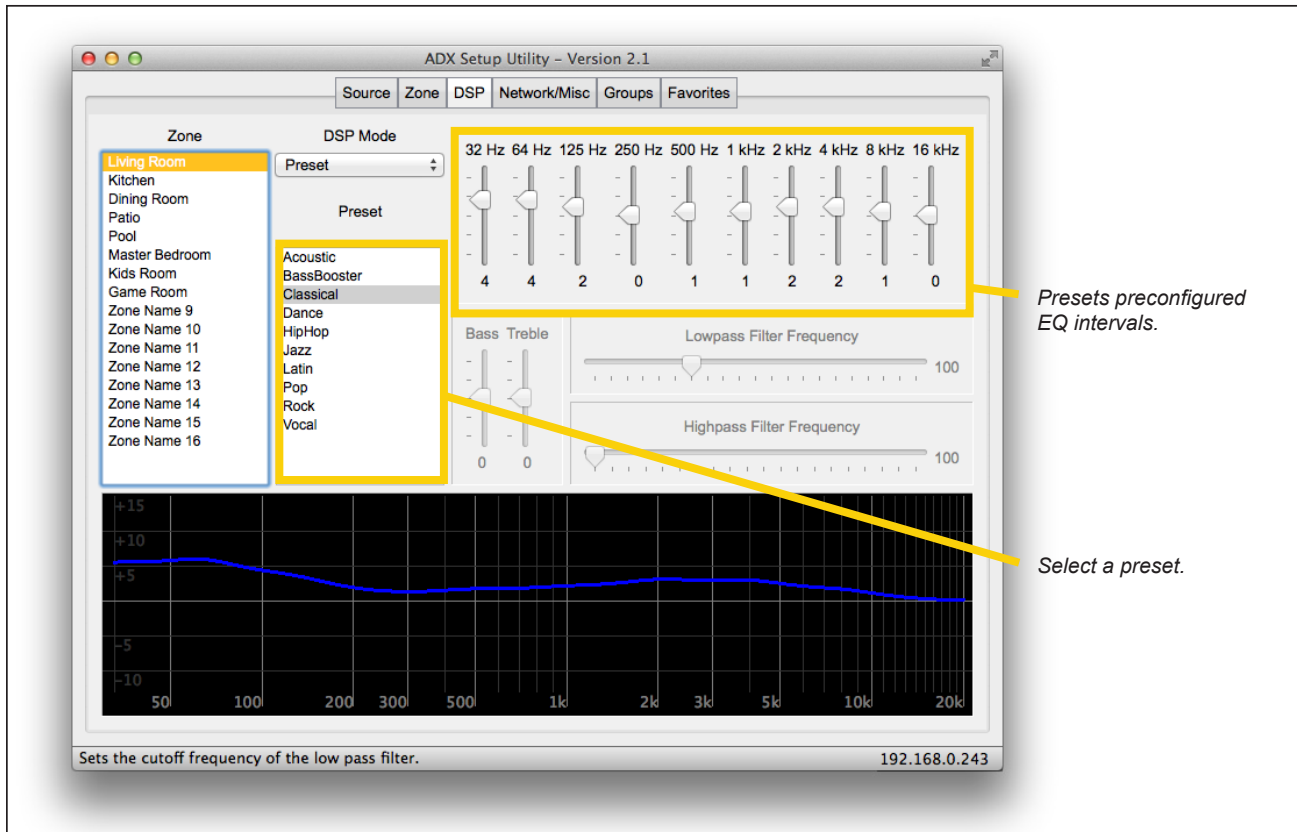 ADX Setup Utility – Version 2.1
Source Zone DSP Network/Misc Groups Favorites
Zone
Living Room
Kitchen
Dining Room
Patio
Pool
Master Bedroom
Kids Room
Game Room
Zone Name 9
Zone Name 10
Zone Name 11
Zone Name 12
Zone Name 13
Zone Name 14
Zone Name 15
Zone Name 16
DSP Mode
Preset
Preset
Acoustic
BassBooster
Classical
Dance
HipHop
Jazz
Latin
Pop
Rock
Vocal
32 Hz 64 Hz 125 Hz 250 Hz 500 Hz 1 kHz 2 kHz 4 kHz 8 kHz 16 kHz
4 4 2 0 1 1 2 2 1 0
Bass Treble
0 0
Lowpass Filter Frequency
100
Highpass Filter Frequency
100
Presets preconfigured
EQ intervals.
Select a preset.
+15
+10
+5
-5
-10
50 100 200 300 500 1k 2k 3k 5k 10k 20k
Sets the cutoff frequency of the low pass filter.
192.168.0.243